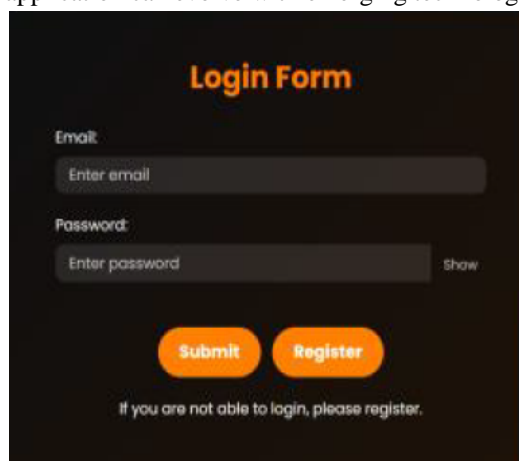 Login Form
Email:
Enter email
Password:
Enter password Show
Submit Register
If you are not able to login, please register.